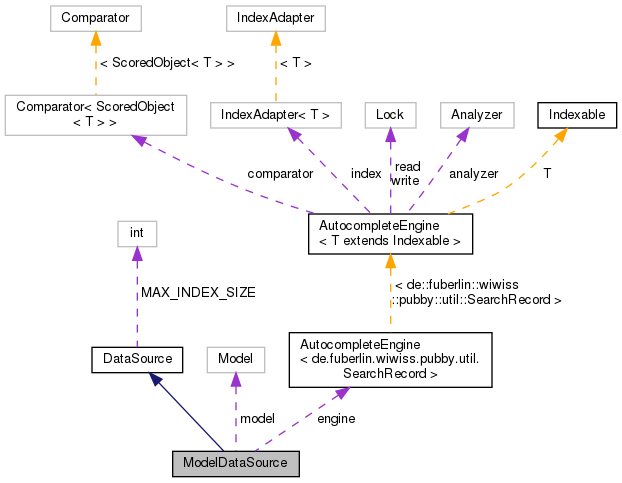 Comparator
IndexAdapter
< ScoredObject< T > >
< T >
Comparator< ScoredObject
< T > >
IndexAdapter< T >
Lock
Analyzer
Indexable
comparator
index
read
write
analyzer
T
AutocompleteEngine
< T extends Indexable >
int
MAX_INDEX_SIZE
< de::fuberlin::wiwiss
::pubby::util::SearchRecord >
DataSource
Model
AutocompleteEngine
< de.fuberlin.wiwiss.pubby.util.
SearchRecord >
model
engine
ModelDataSource